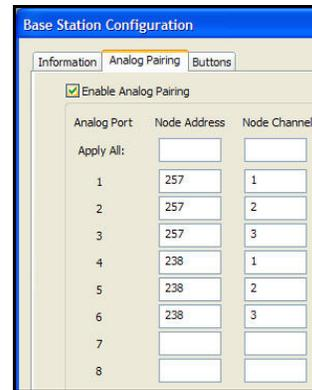 Base Station Configuration
Information Analog Pairing Buttons
Enable Analog Pairing
Analog Port Node Address Node Channel
Apply All:
1 257 1
2 257 2
3 257 3
4 238 1
5 238 2
6 238 3
7
8